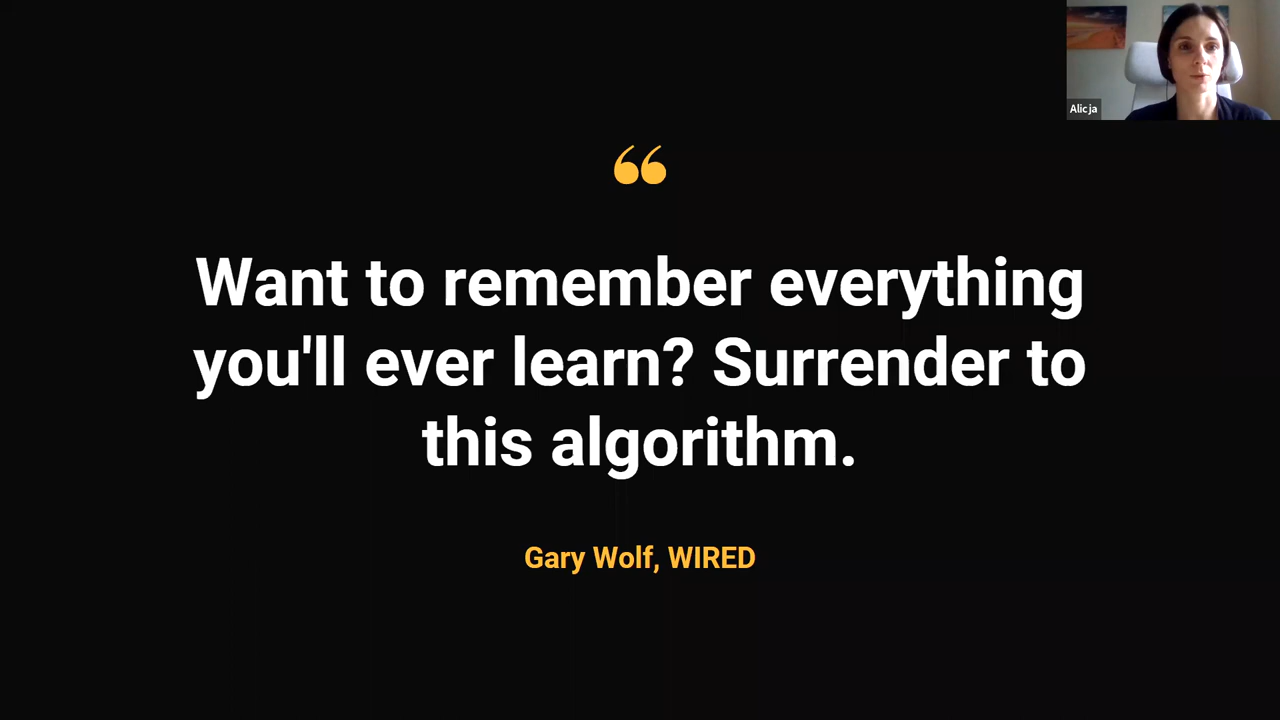 Alicja
“
Want to remember everything
you'll ever learn? Surrender to
this algorithm.
Gary Wolf, WIRED